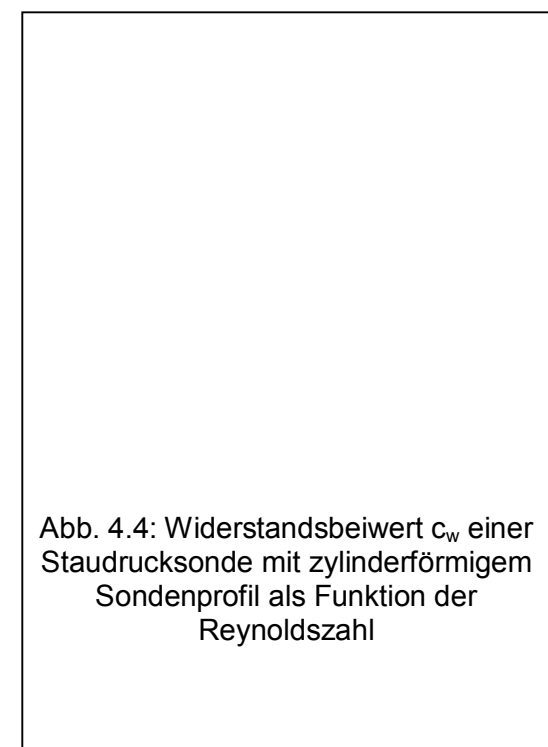 Abb. 4.4: Widerstandsbeiwert cw einer
Staudrucksonde mit zylinderförmigem
Sondenprofil als Funktion der
Reynoldszahl